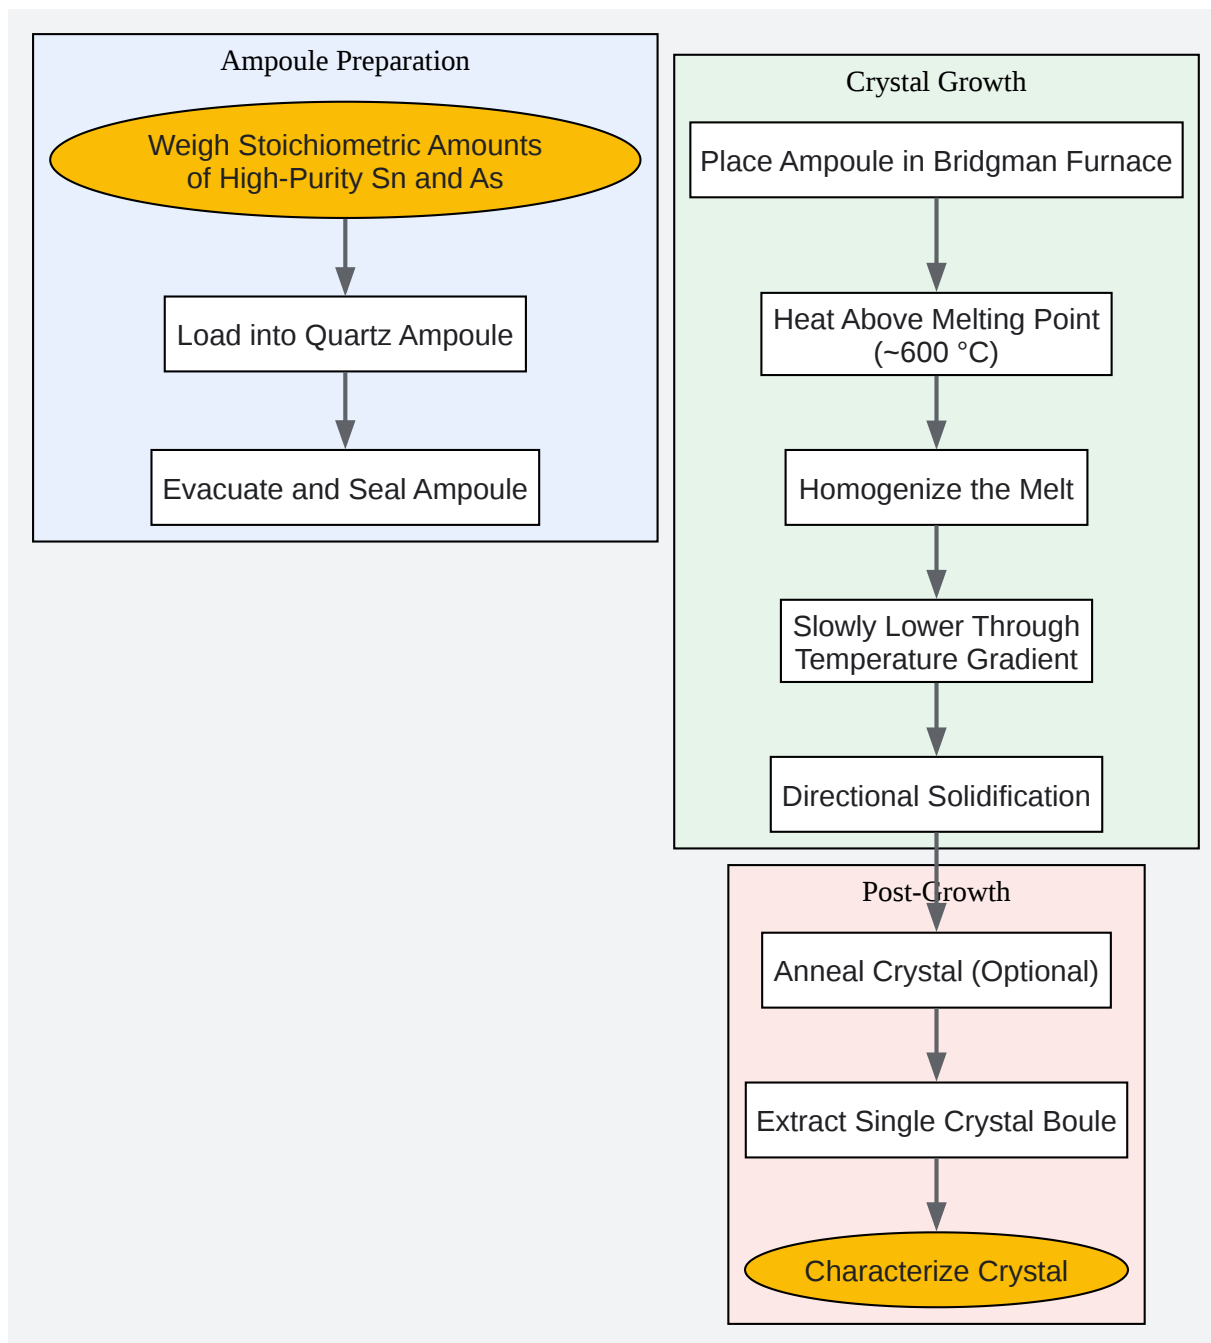 Ampoule Preparation
Weigh Stoichiometric Amounts
of High-Purity Sn and As
Load into Quartz Ampoule
Evacuate and Seal Ampoule
Crystal Growth
Place Ampoule in Bridgman Furnace
Heat Above Melting Point
(~600 °C)
Homogenize the Melt
Slowly Lower Through
Temperature Gradient
Directional Solidification
Post-Growth
Anneal Crystal (Optional)
Extract Single Crystal Boule
Characterize Crystal